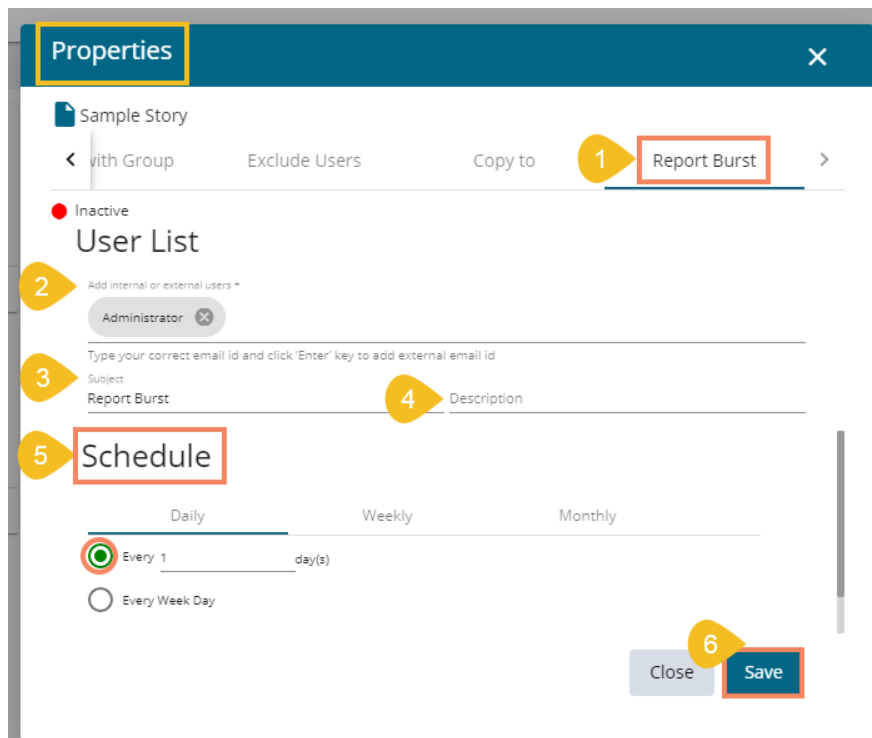 Properties
Sample Story
with Group Exclude Users Copy to 1 Report Burst
Inactive
User List
2 Add internal or external users *
Administrator
Type your correct email id and click 'Enter' key to add external email id
3 Subject
Report Burst 4 Description
5 Schedule
Daily Weekly Monthly
Every 1 day(s)
Every Week Day
6
Close Save